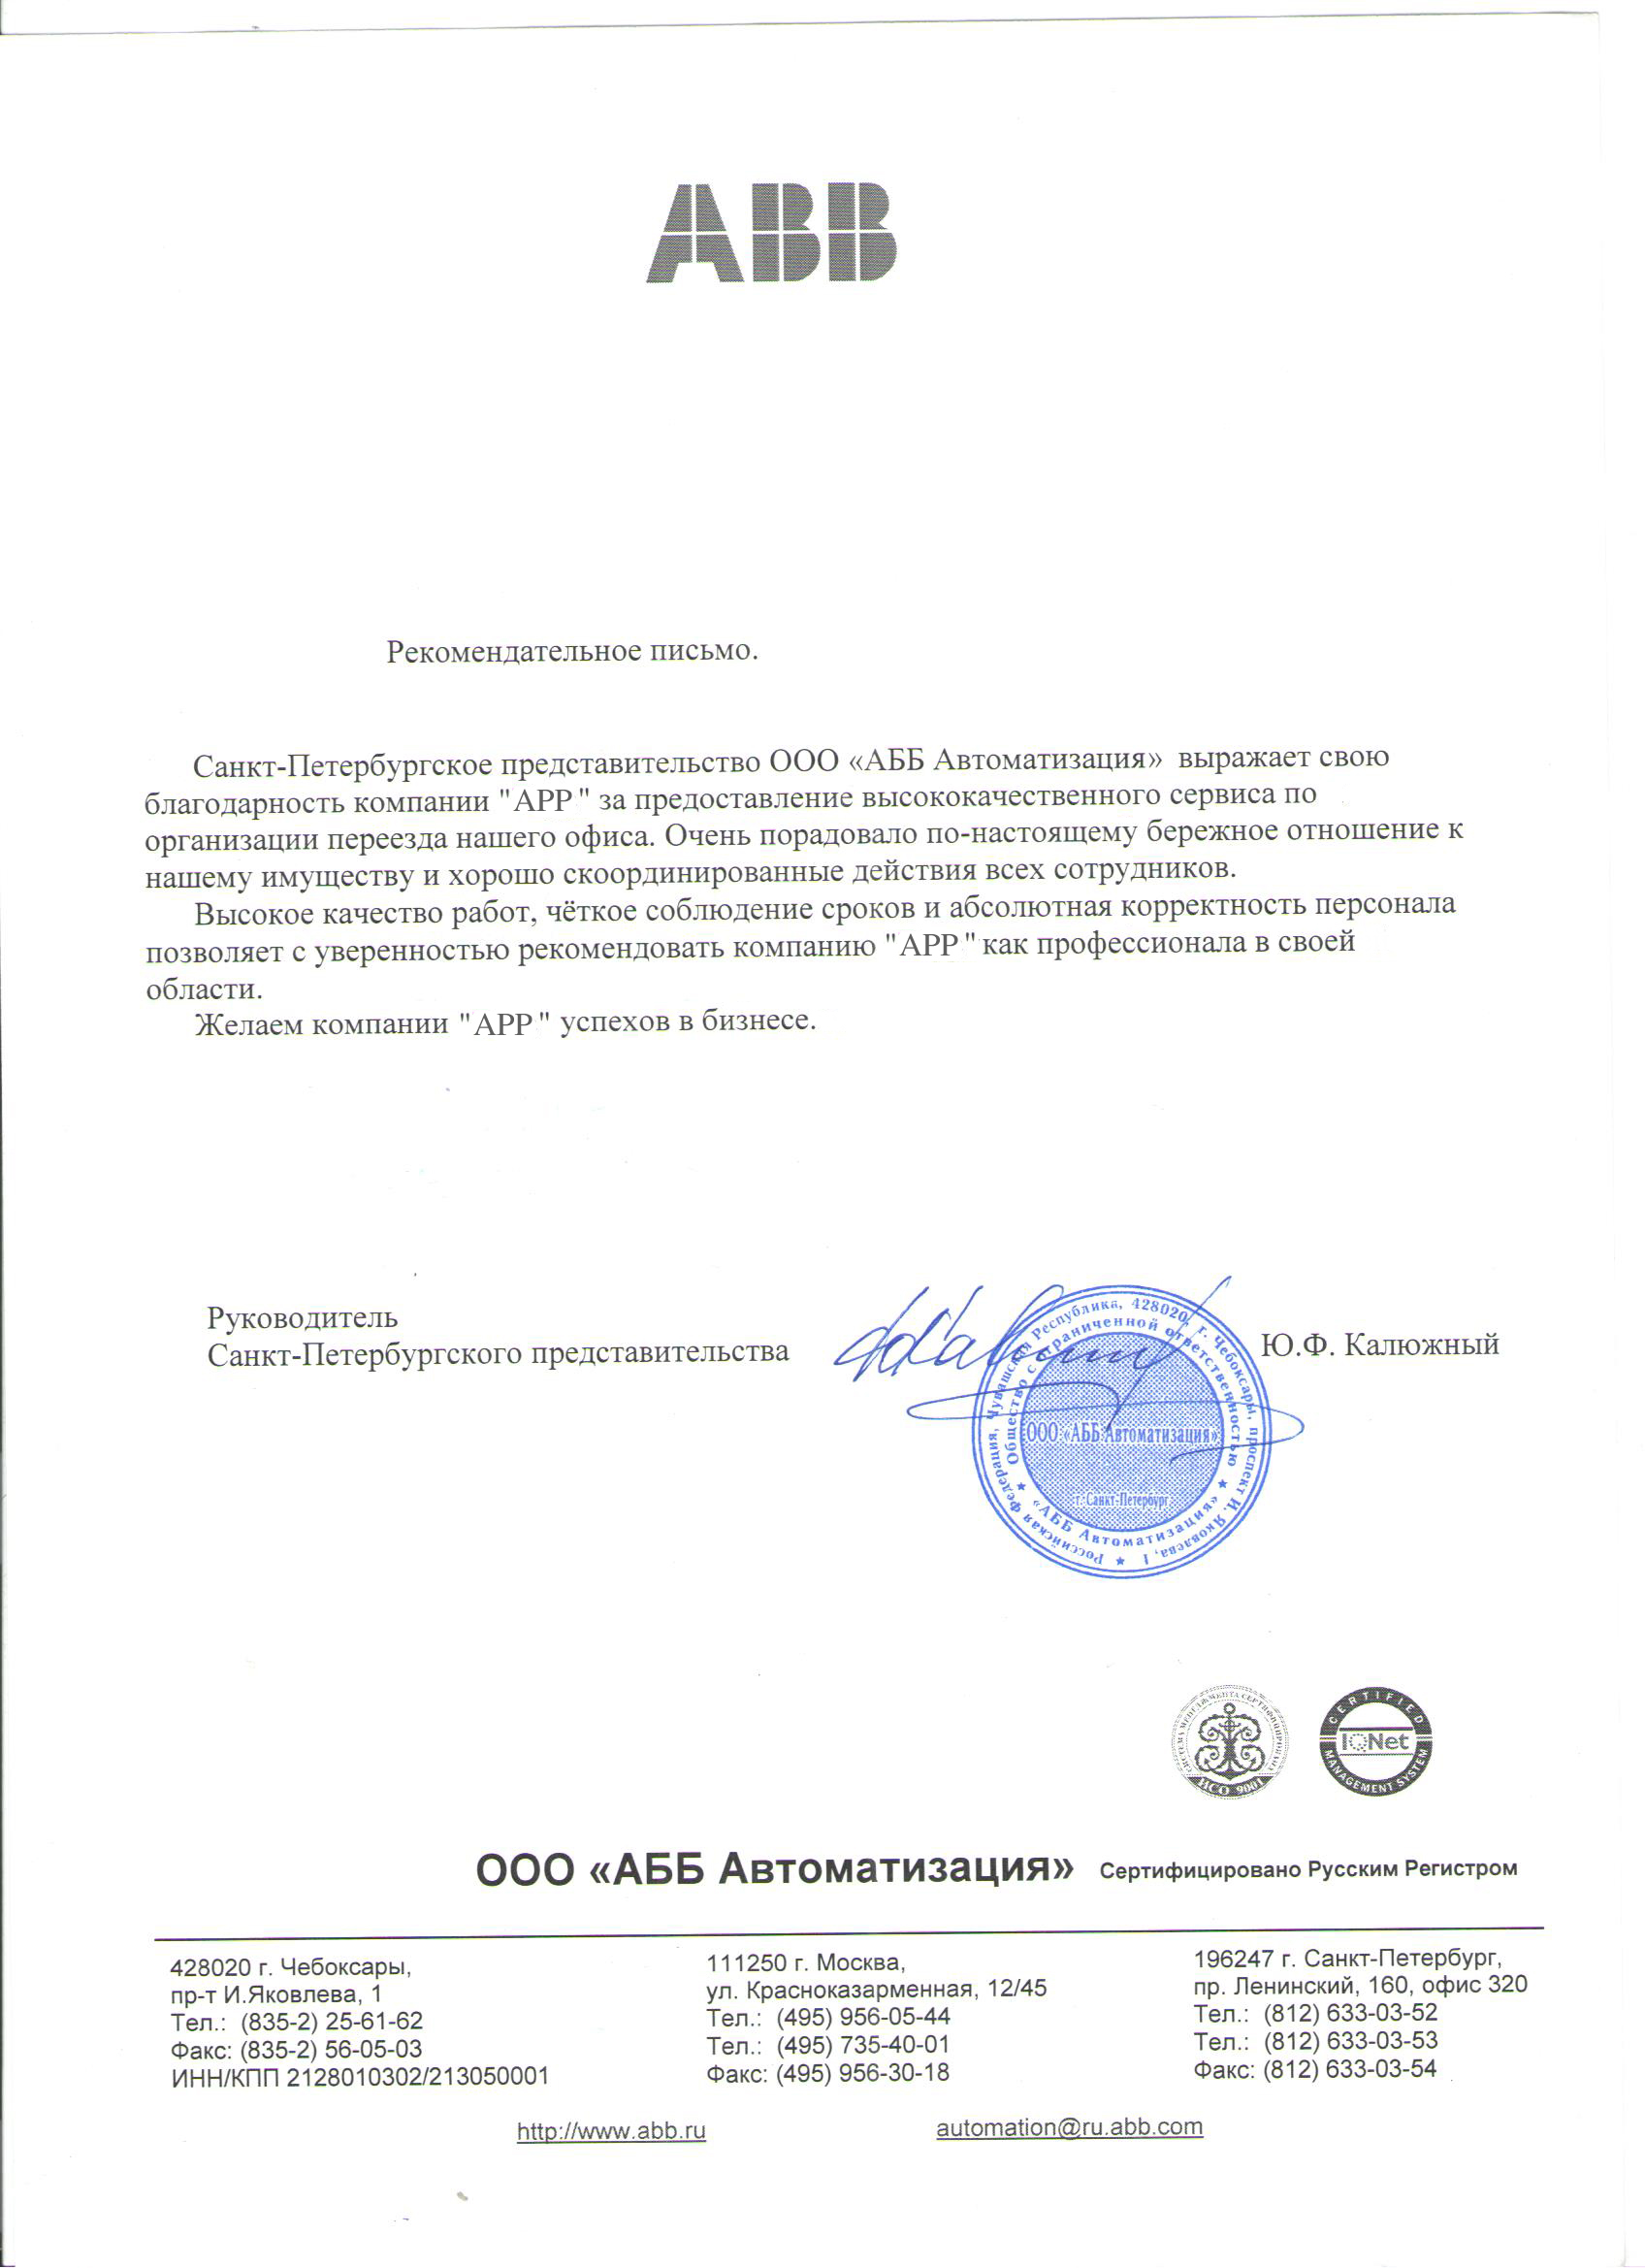 ABB
Рекомендательное письмо.
Санкт-Петербургское представительство ООО «АББ Автоматизация» выражает свою
благодарность компании "АРР" за предоставление высококачественного сервиса по
организации переезда нашего офиса. Очень порадовало по-настоящему бережное отношение к
нашему имуществу и хорошо скоординированные действия всех сотрудников.
Высокое качество работ, чёткое соблюдение сроков и абсолютная корректность персонала
позволяет с уверенностью рекомендовать компанию "АРР" как профессионала в своей
области.
Желаем компании "АРР" успехов в бизнесе.
Руководитель
Санкт-Петербургского представительства
Ю.Ф. Калюжный
Российская Федерация, Чувашская Республика, 428020, г. Чебоксары, проспект И. Яковлева, 1
Общество с ограниченной ответственностью
«АББ Автоматизация»
ООО «АББ Автоматизация»
г. Санкт-Петербург
СИСТЕМА МЕНЕДЖМЕНТА СЕРТИФИЦИРОВАНА
ИСО 9001
CERTIFIED
IQNet
MANAGEMENT SYSTEM
ООО «АББ Автоматизация» Сертифицировано Русским Регистром
428020 г. Чебоксары,
пр-т И.Яковлева, 1
Тел.: (835-2) 25-61-62
Факс: (835-2) 56-05-03
ИНН/КПП 2128010302/213050001
111250 г. Москва,
ул. Красноказарменная, 12/45
Тел.: (495) 956-05-44
Тел.: (495) 735-40-01
Факс: (495) 956-30-18
196247 г. Санкт-Петербург,
пр. Ленинский, 160, офис 320
Тел.: (812) 633-03-52
Тел.: (812) 633-03-53
Факс: (812) 633-03-54
http://www.abb.ru
automation@ru.abb.com